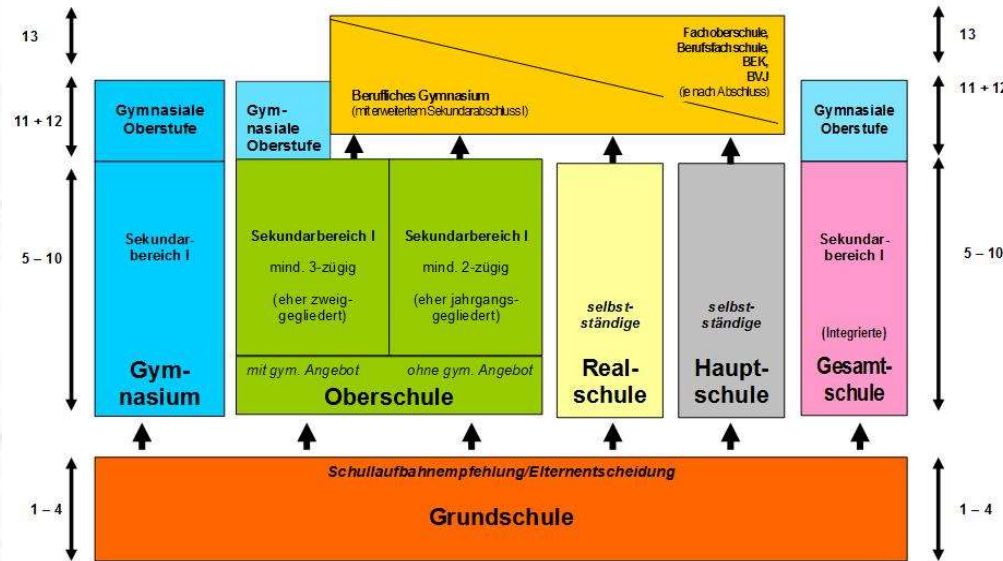 13
13
Fachoberschule,
Berufsfachschule,
BEK,
BVJ
(je nach Abschluss)
Berufliches Gymnasium
(mit erweitertem Sekundarabschluss I)
11 + 12
11 + 12
Gymnasiale
Oberstufe
Gym-
nasiale
Oberstufe
Gymnasiale
Oberstufe
5 – 10
5 – 10
Sekundar-
bereich I
Gym-
nasium
Sekundarbereich I
mind. 3-zügig
(eher zweig-
gegliedert)
Sekundarbereich I
mind. 2-zügig
(eher jahrgangs-
gegliedert)
mit gym. Angebot
ohne gym. Angebot
Oberschule
selbst-
ständige
Real-
schule
selbst-
ständige
Haupt-
schule
Sekundar-
bereich I
(Integrierte)
Gesamt-
schule
1 – 4
1 – 4
Schullaufbahnempfehlung/Elternentscheidung
Grundschule